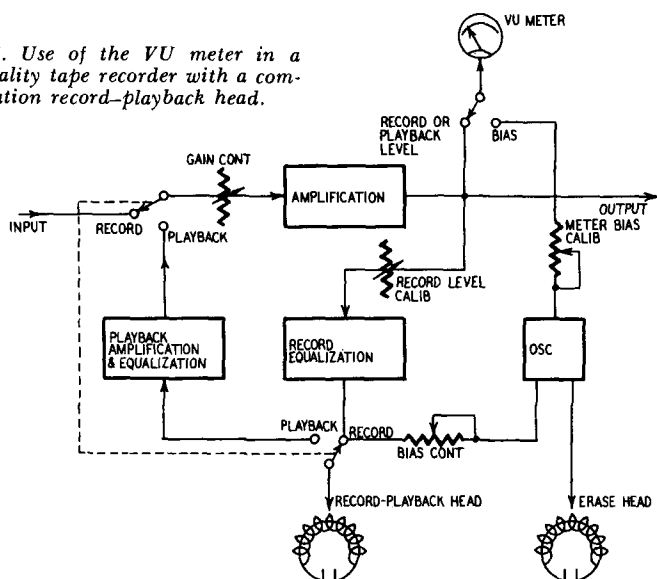 . Use of the VU meter in a
ality tape recorder with a com-
ation record–playback head.
VU METER
RECORD OR
PLAYBACK
LEVEL
BIAS
GAIN CONT
AMPLIFICATION
INPUT
RECORD
PLAYBACK
OUTPUT
METER BIAS
CALIB
RECORD LEVEL
CALIB
PLAYBACK
AMPLIFICATION
& EQUALIZATION
RECORD
EQUALIZATION
OSC
PLAYBACK
RECORD
BIAS CONT
RECORD-PLAYBACK HEAD
ERASE HEAD